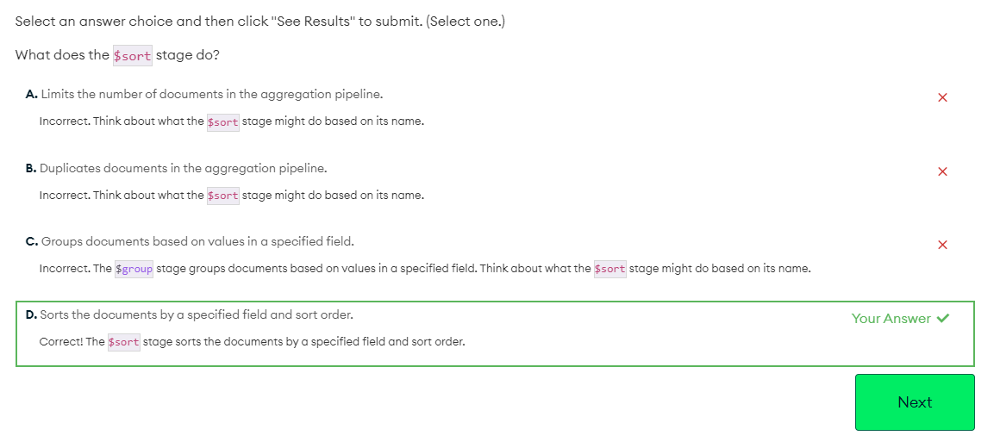 Select an answer choice and then click "See Results" to submit. (Select one.)
What does the $sort stage do?
A. Limits the number of documents in the aggregation pipeline.
Incorrect. Think about what the $sort stage might do based on its name.
B. Duplicates documents in the aggregation pipeline.
Incorrect. Think about what the $sort stage might do based on its name.
C. Groups documents based on values in a specified field.
Incorrect. The $group stage groups documents based on values in a specified field. Think about what the $sort stage might do based on its name.
D. Sorts the documents by a specified field and sort order.
Your Answer
Correct! The $sort stage sorts the documents by a specified field and sort order.
Next